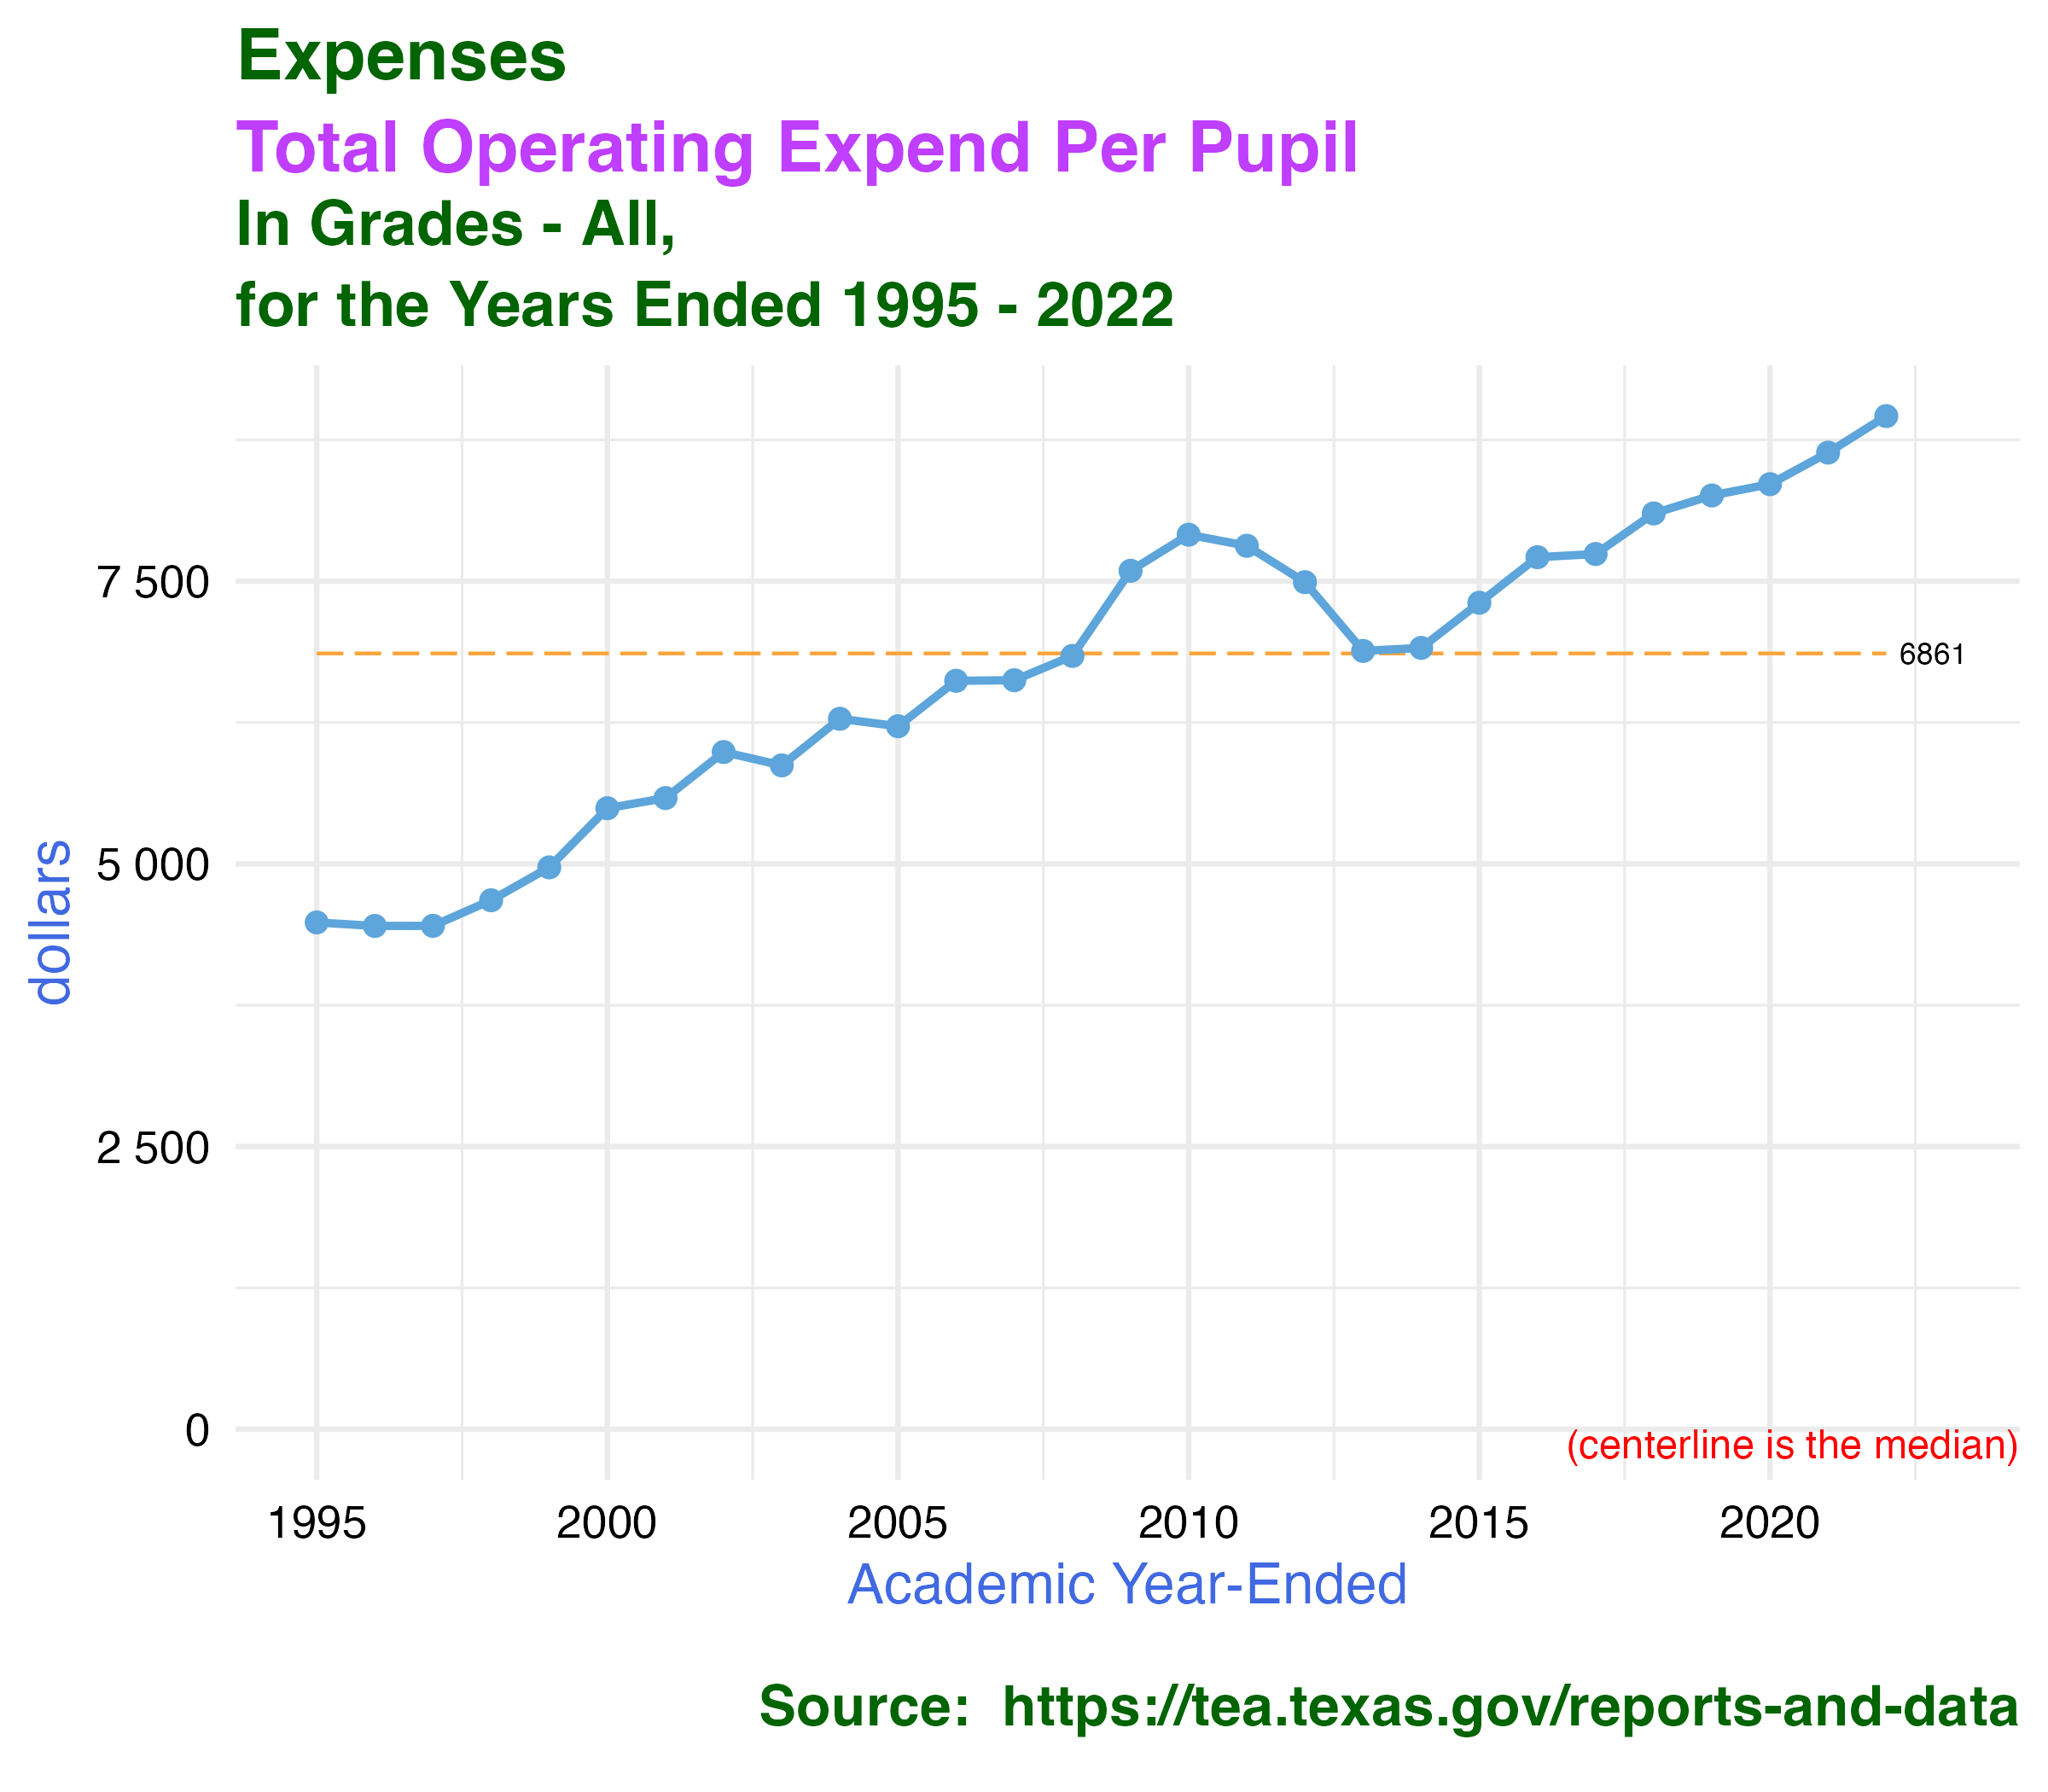 Expenses
Total Operating Expend Per Pupil
In Grades - All,
for the Years Ended 1995 - 2022
7 500
5 000
2 500
0
dollars
6861
(centerline is the median)
1995 2000 2005 2010 2015 2020
Academic Year-Ended
Source:  https://tea.texas.gov/reports-and-data